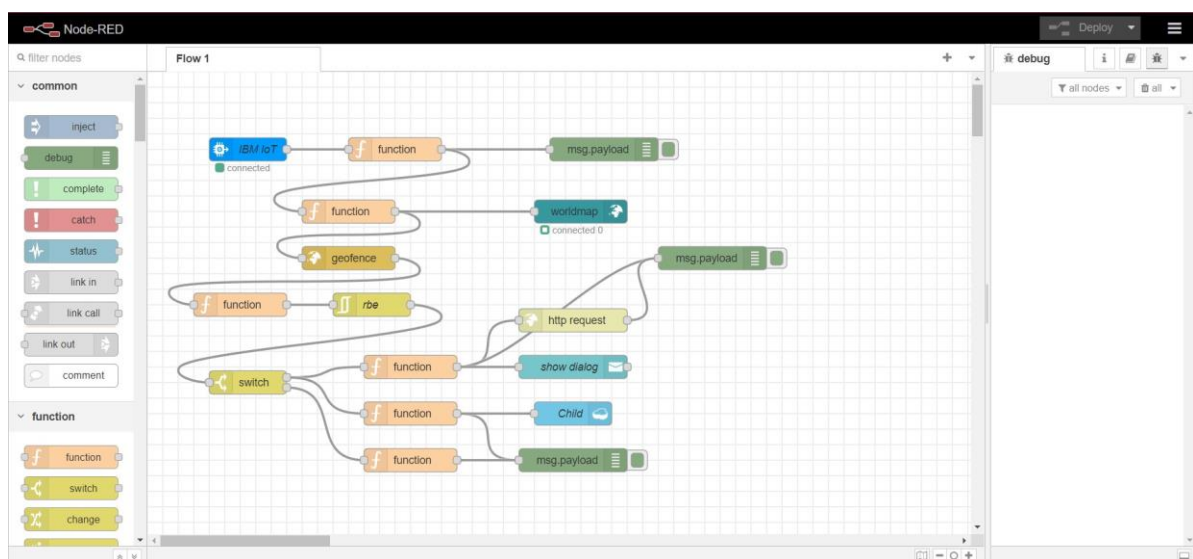 Node-RED
Deploy
filter nodes
Flow 1
debug
i
all nodes
all
common
inject
debug
complete
catch
status
link in
link call
link out
comment
function
function
switch
change
IBM IoT
connected
function
msg.payload
function
worldmap
connected 0
geofence
msg.payload
function
rbe
http request
function
show dialog
switch
function
Child
function
msg.payload